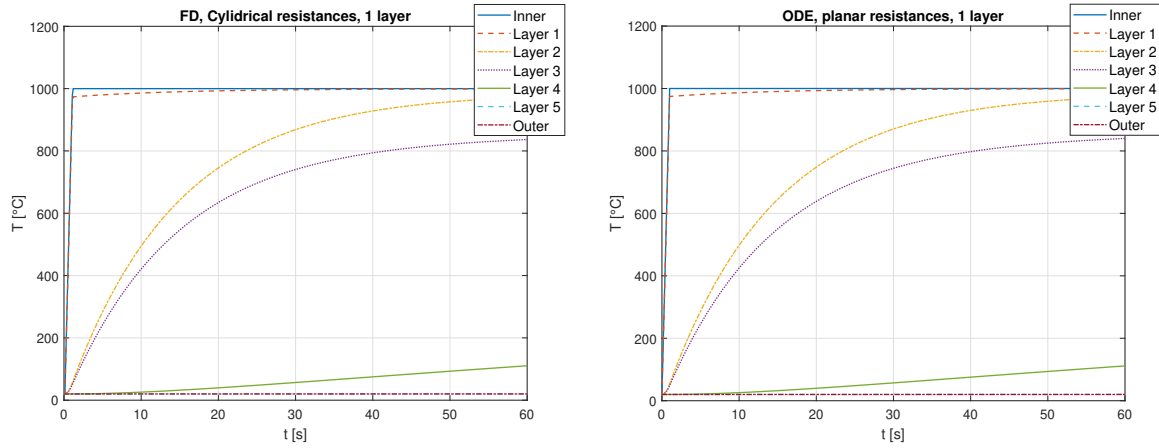 FD, Cylidrical resistances, 1 layer
1200
1000
800
600
400
200
0
T [°C]
0
10
20
30
40
50
60
t [s]
Inner
Layer 1
Layer 2
Layer 3
Layer 4
Layer 5
Outer
ODE, planar resistances, 1 layer
1200
1000
800
600
400
200
0
T [°C]
0
10
20
30
40
50
60
t [s]
Inner
Layer 1
Layer 2
Layer 3
Layer 4
Layer 5
Outer